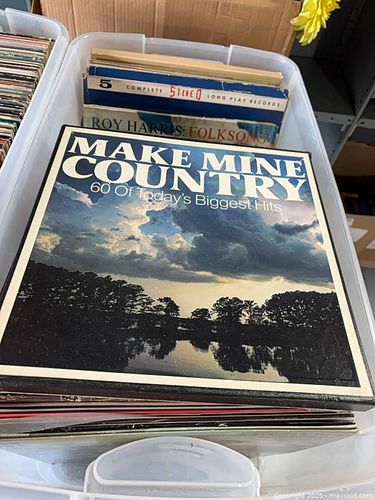 5 COMPLETE STEREO LONG PLAY RECORDS
ROY HARRIS: FOLKSONG
MAKE MINE
COUNTRY
60 Of Today's Biggest Hits
Copyright 2025 - maxsold.com